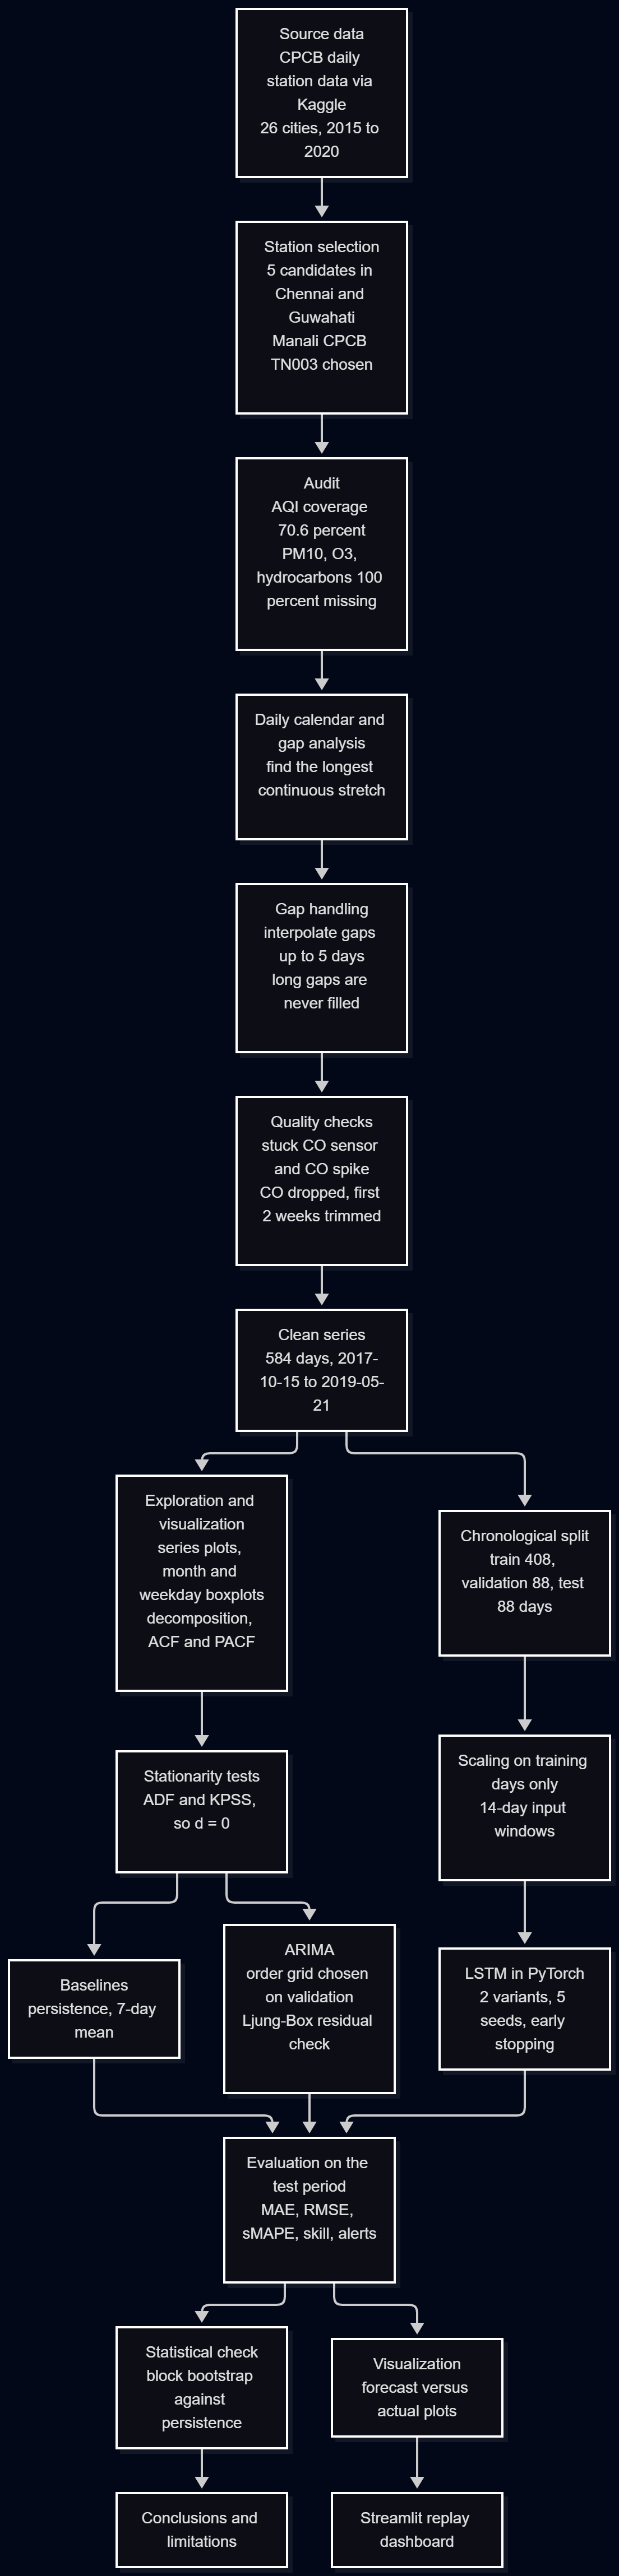 Source data
CPCB daily
station data via
Kaggle
26 cities, 2015 to
2020
Station selection
5 candidates in
Chennai and
Guwahati
Manali CPCB
TN003 chosen
Audit
AQI coverage
70.6 percent
PM10, O3,
hydrocarbons 100
percent missing
Daily calendar and
gap analysis
find the longest
continuous stretch
Gap handling
interpolate gaps
up to 5 days
long gaps are
never filled
Quality checks
stuck CO sensor
and CO spike
CO dropped, first
2 weeks trimmed
Clean series
584 days, 2017-
10-15 to 2019-05-
21
Exploration and
visualization
series plots,
month and
weekday boxplots
decomposition,
ACF and PACF
Chronological split
train 408,
validation 88, test
88 days
Stationarity tests
ADF and KPSS,
so d = 0
Scaling on training
days only
14-day input
windows
Baselines
persistence, 7-day
mean
ARIMA
order grid chosen
on validation
Ljung-Box residual
check
LSTM in PyTorch
2 variants, 5
seeds, early
stopping
Evaluation on the
test period
MAE, RMSE,
sMAPE, skill, alerts
Statistical check
block bootstrap
against
persistence
Visualization
forecast versus
actual plots
Conclusions and
limitations
Streamlit replay
dashboard